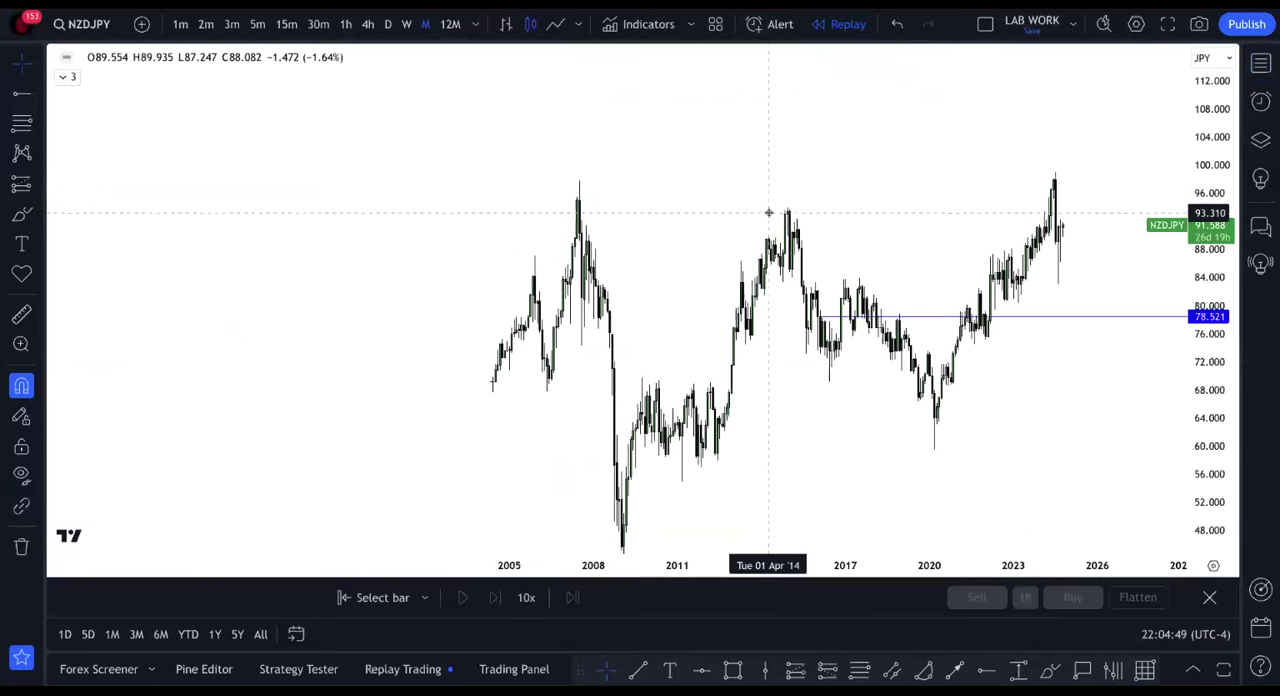 153
NZDJPY
1m 2m 3m 5m 15m 30m 1h 4h D W M 12M
Indicators
Alert
Replay
LAB WORK
Save
Publish
O89.554 H89.935 L87.247 C88.082 −1.472 (−1.64%)
3
JPY
112.000
108.000
104.000
100.000
96.000
93.310
NZDJPY 91.588
26d 19h
88.000
84.000
80.000
78.521
76.000
72.000
68.000
64.000
60.000
56.000
52.000
48.000
2005 2008 2011 Tue 01 Apr '14 2017 2020 2023 2026 202
Select bar
10x
Sell
Buy
Flatten
1D 5D 1M 3M 6M YTD 1Y 5Y All
22:04:49 (UTC-4)
Forex Screener
Pine Editor
Strategy Tester
Replay Trading
Trading Panel